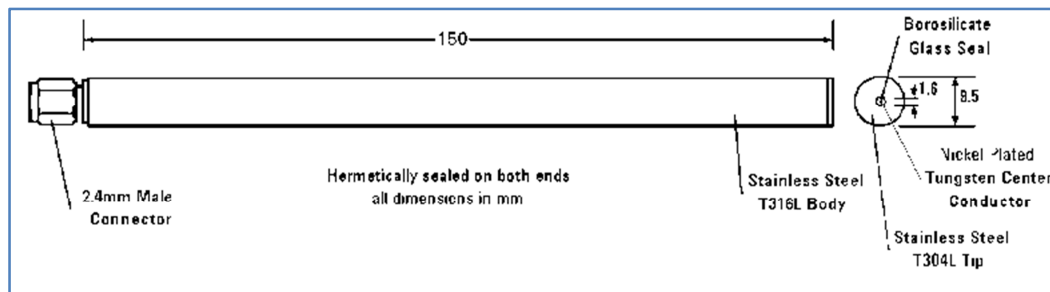 150
Borosilicate
Glass Seal
1.6
9.5
Hermetically sealed on both ends
all dimensions in mm
2.4mm Male
Connector
Stainless Steel
T316L Body
Nickel Plated
Tungsten Center
Conductor
Stainless Steel
T304L Tip